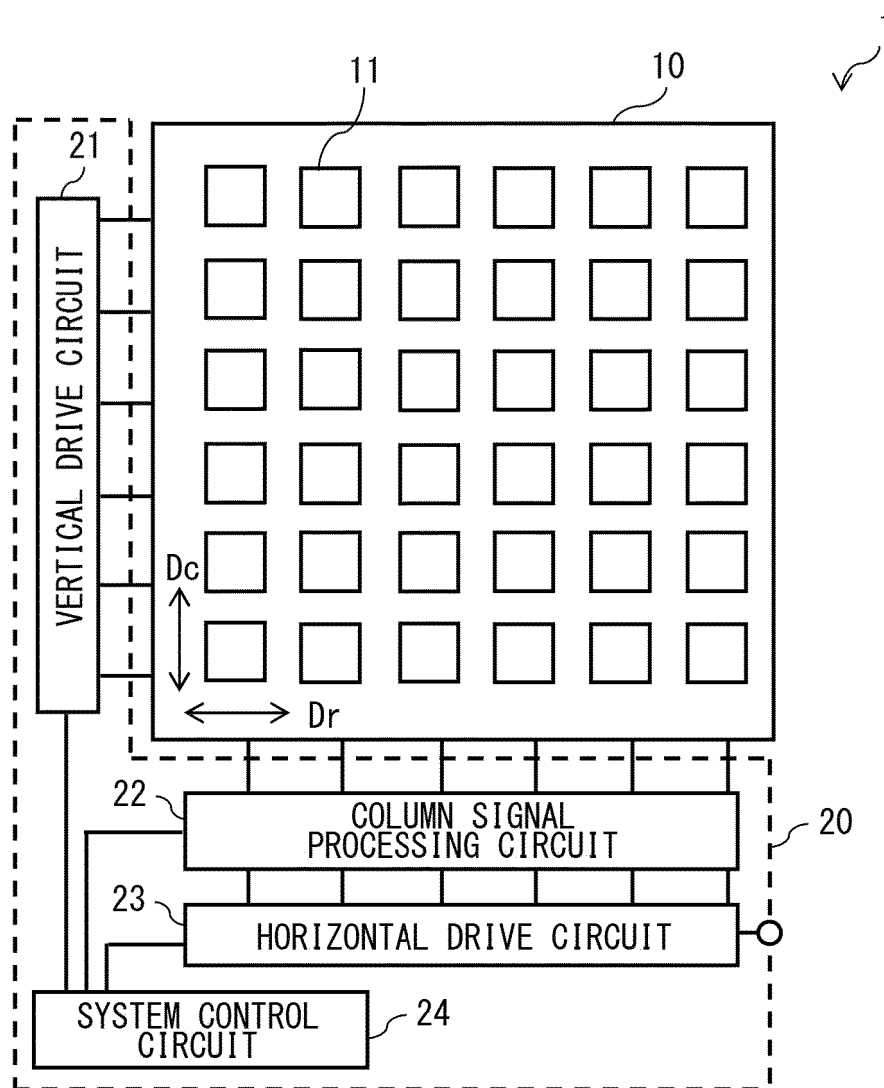 11
10
21
VERTICAL DRIVE CIRCUIT
Dc
Dr
22
COLUMN SIGNAL
PROCESSING CIRCUIT
20
23
HORIZONTAL DRIVE CIRCUIT
SYSTEM CONTROL
CIRCUIT
24